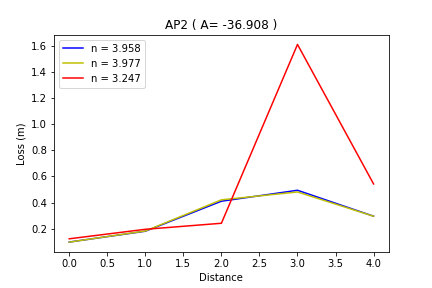 AP2 ( A= -36.908 )
n = 3.958
n = 3.977
n = 3.247
Loss (m)
1.6
1.4
1.2
1.0
0.8
0.6
0.4
0.2
0.0 0.5 1.0 1.5 2.0 2.5 3.0 3.5 4.0
Distance